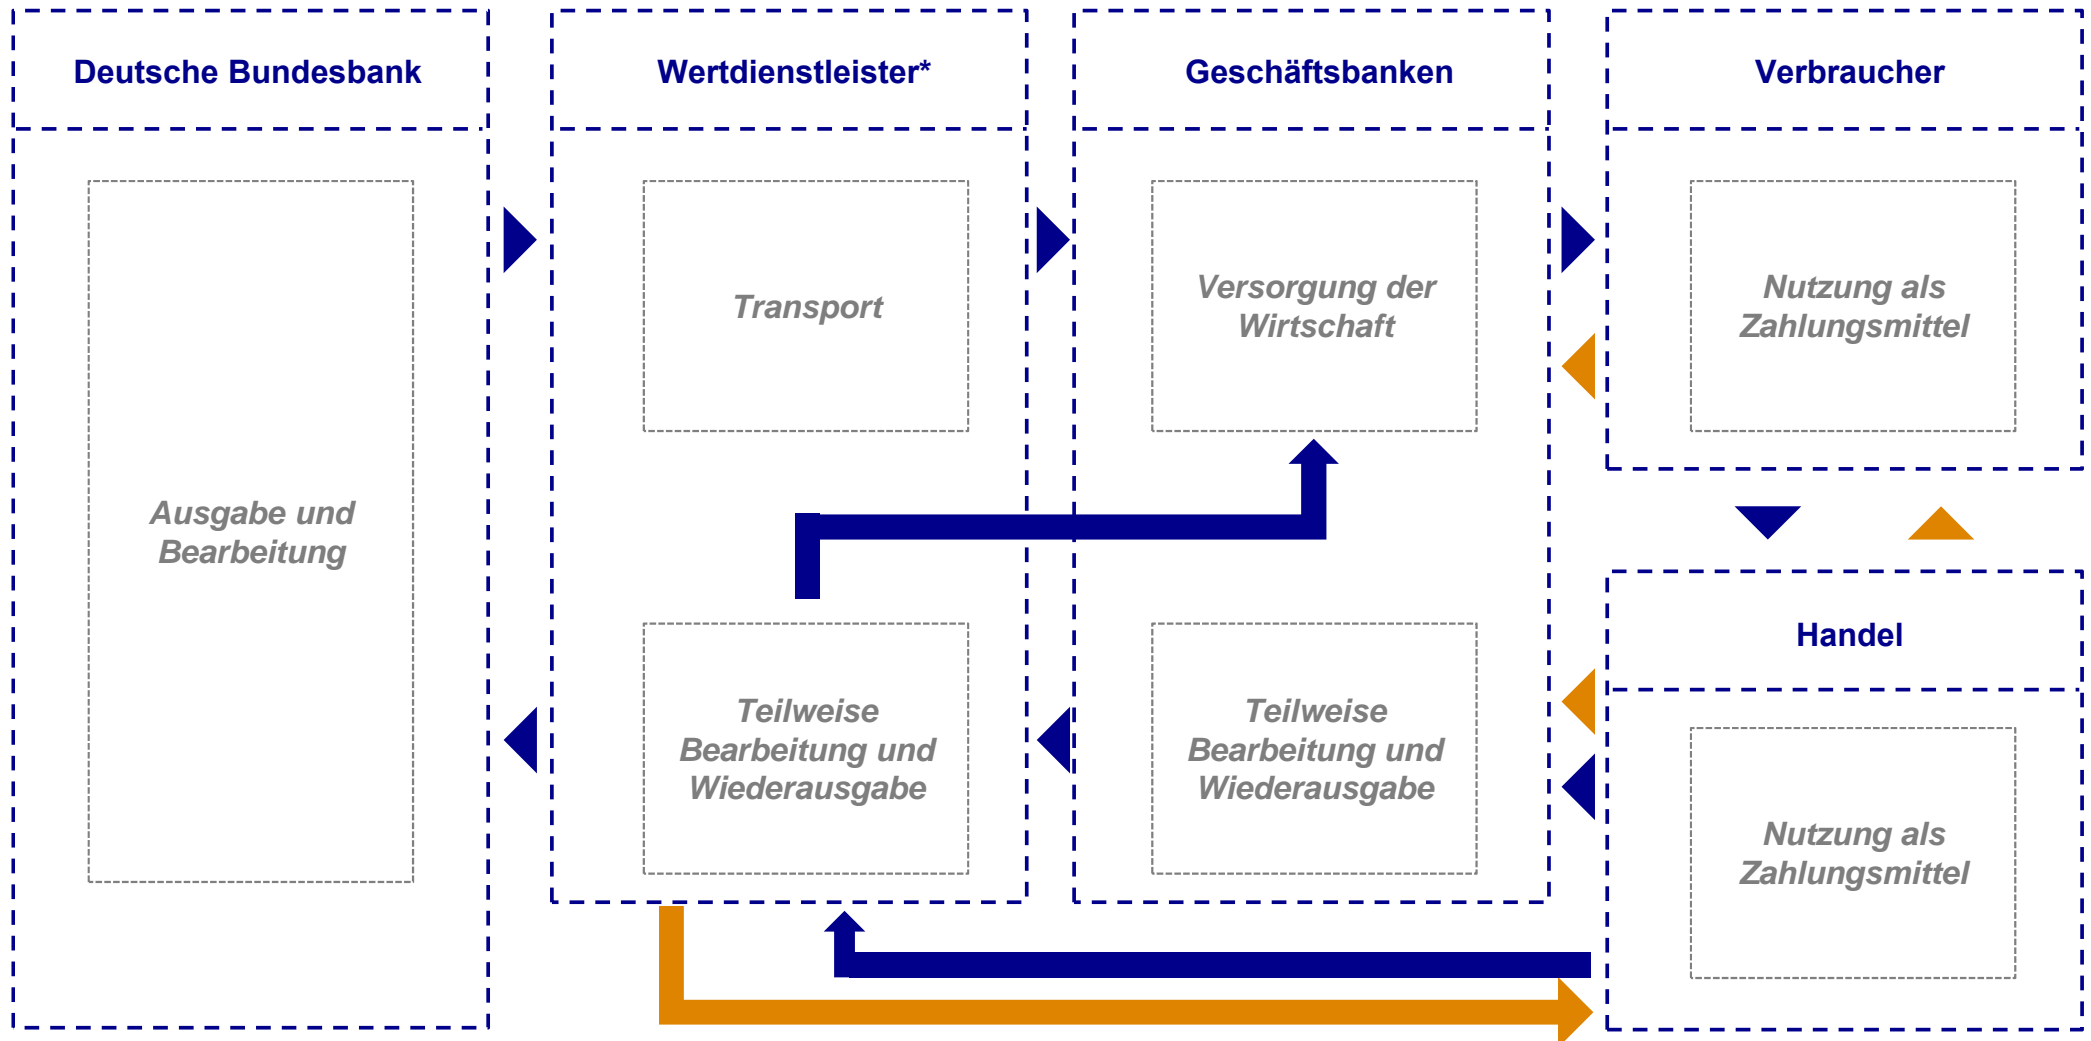 Deutsche Bundesbank
Wertdienstleister*
Geschäftsbanken
Verbraucher
Ausgabe und
Bearbeitung
Transport
Versorgung der
Wirtschaft
Nutzung als
Zahlungsmittel
Teilweise
Bearbeitung und
Wiederausgabe
Teilweise
Bearbeitung und
Wiederausgabe
Handel
Nutzung als
Zahlungsmittel